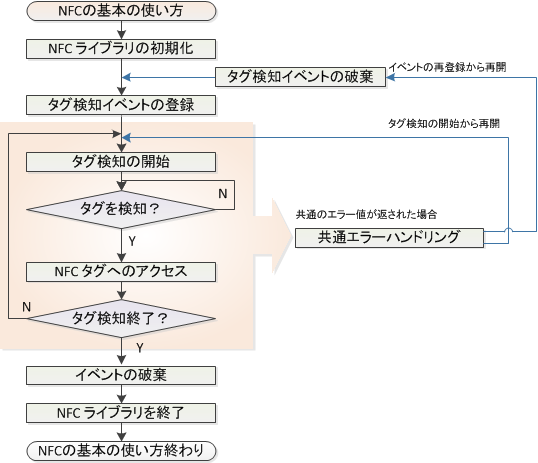 NFCの基本の使い方
NFC ライブラリの初期化
イベントの再登録から再開
タグ検知イベントの破棄
タグ検知イベントの登録
タグ検知の開始から再開
タグ検知の開始
N
タグを検知？
共通のエラー値が返された場合
Y
共通エラーハンドリング
NFC タグへのアクセス
N
タグ検知終了？
Y
イベントの破棄
NFC ライブラリを終了
NFCの基本の使い方終わり